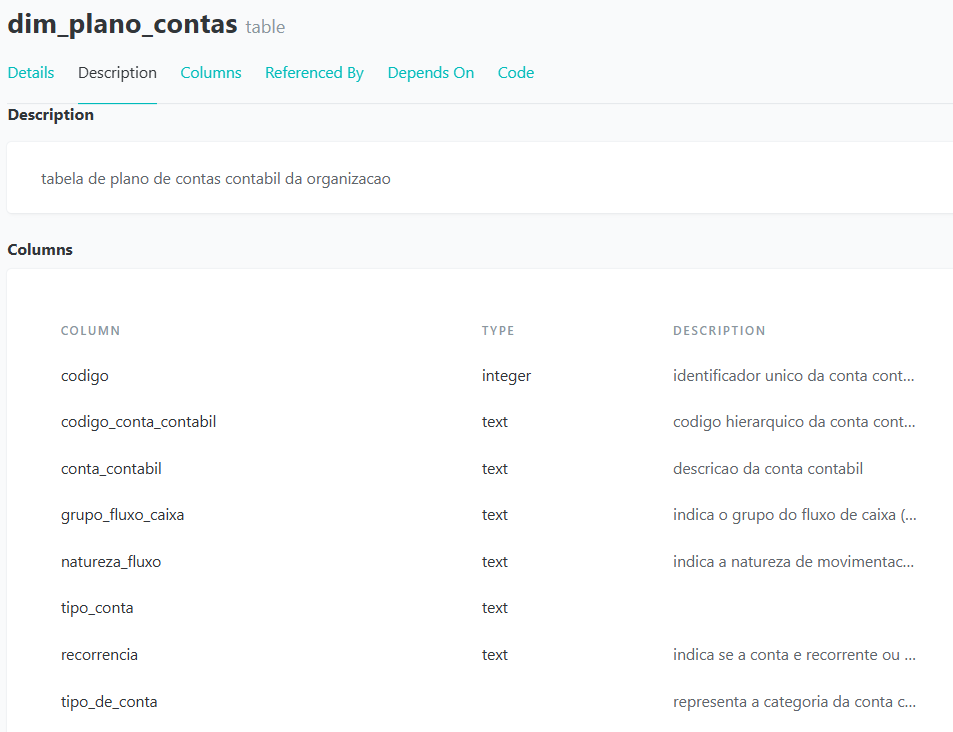 dim_plano_contas table
Details Description Columns Referenced By Depends On Code
Description
tabela de plano de contas contabil da organizacao
Columns
COLUMN TYPE DESCRIPTION
codigo integer identificador unico da conta cont...
codigo_conta_contabil text codigo hierarquico da conta cont...
conta_contabil text descricao da conta contabil
grupo_fluxo_caixa text indica o grupo do fluxo de caixa (...
natureza_fluxo text indica a natureza de movimentac...
tipo_conta text
recorrencia text indica se a conta e recorrente ou ...
tipo_de_conta representa a categoria da conta c...